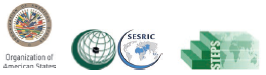 SESRIC
STEPS
Organization of
American States